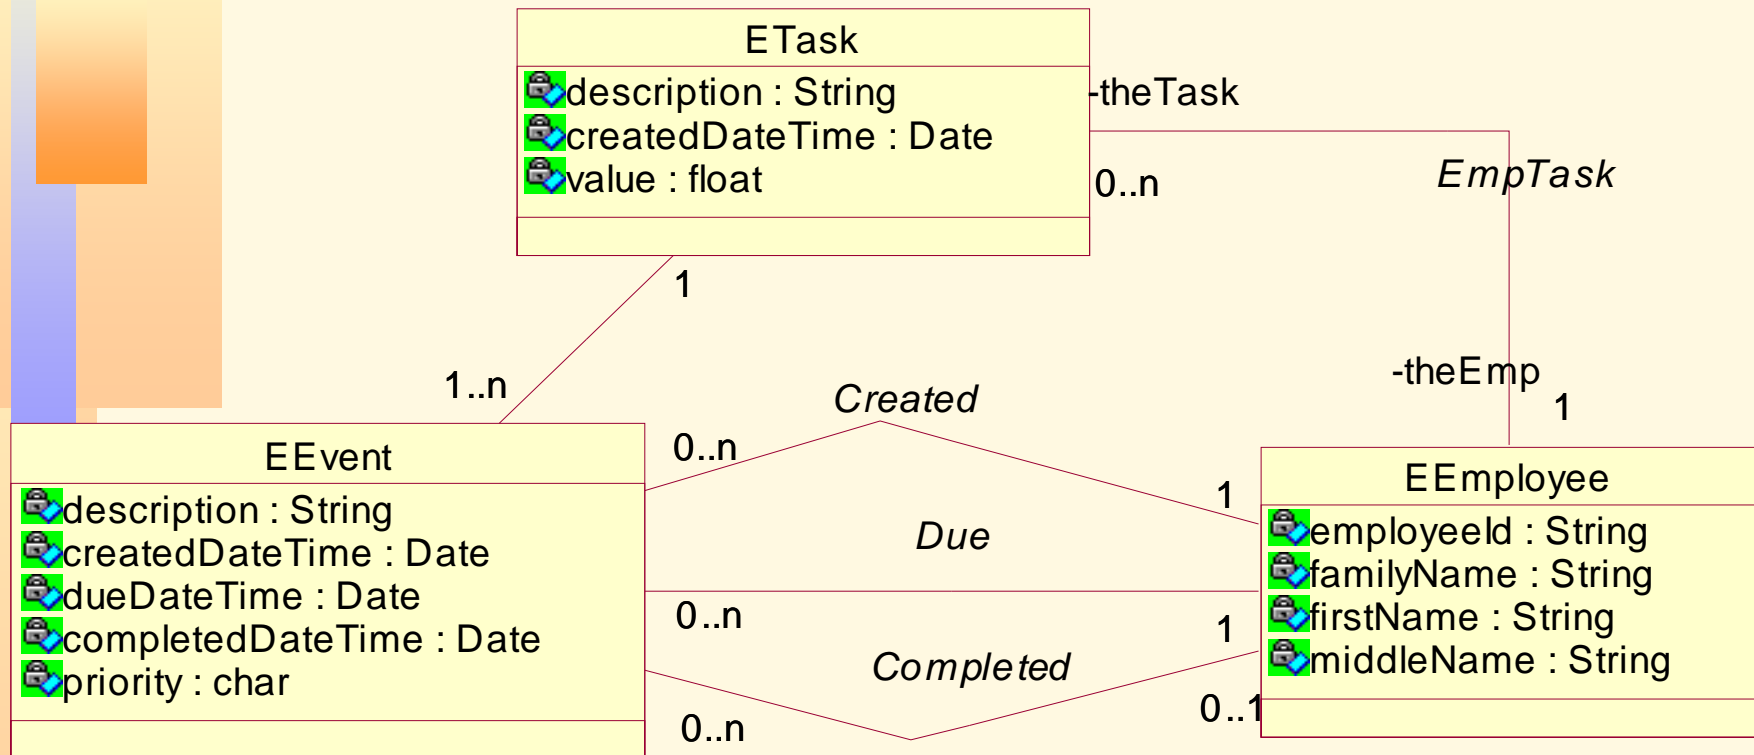 ETask
description : String
createdDateTime : Date
value : float
-theTask
0..n
EmpTask
1
1..n
-theEmp
1
Created
0..n
1
Due
0..n
1
Completed
0..n
0..1
EEvent
description : String
createdDateTime : Date
dueDateTime : Date
completedDateTime : Date
priority : char
EEmployee
employeeId : String
familyName : String
firstName : String
middleName : String